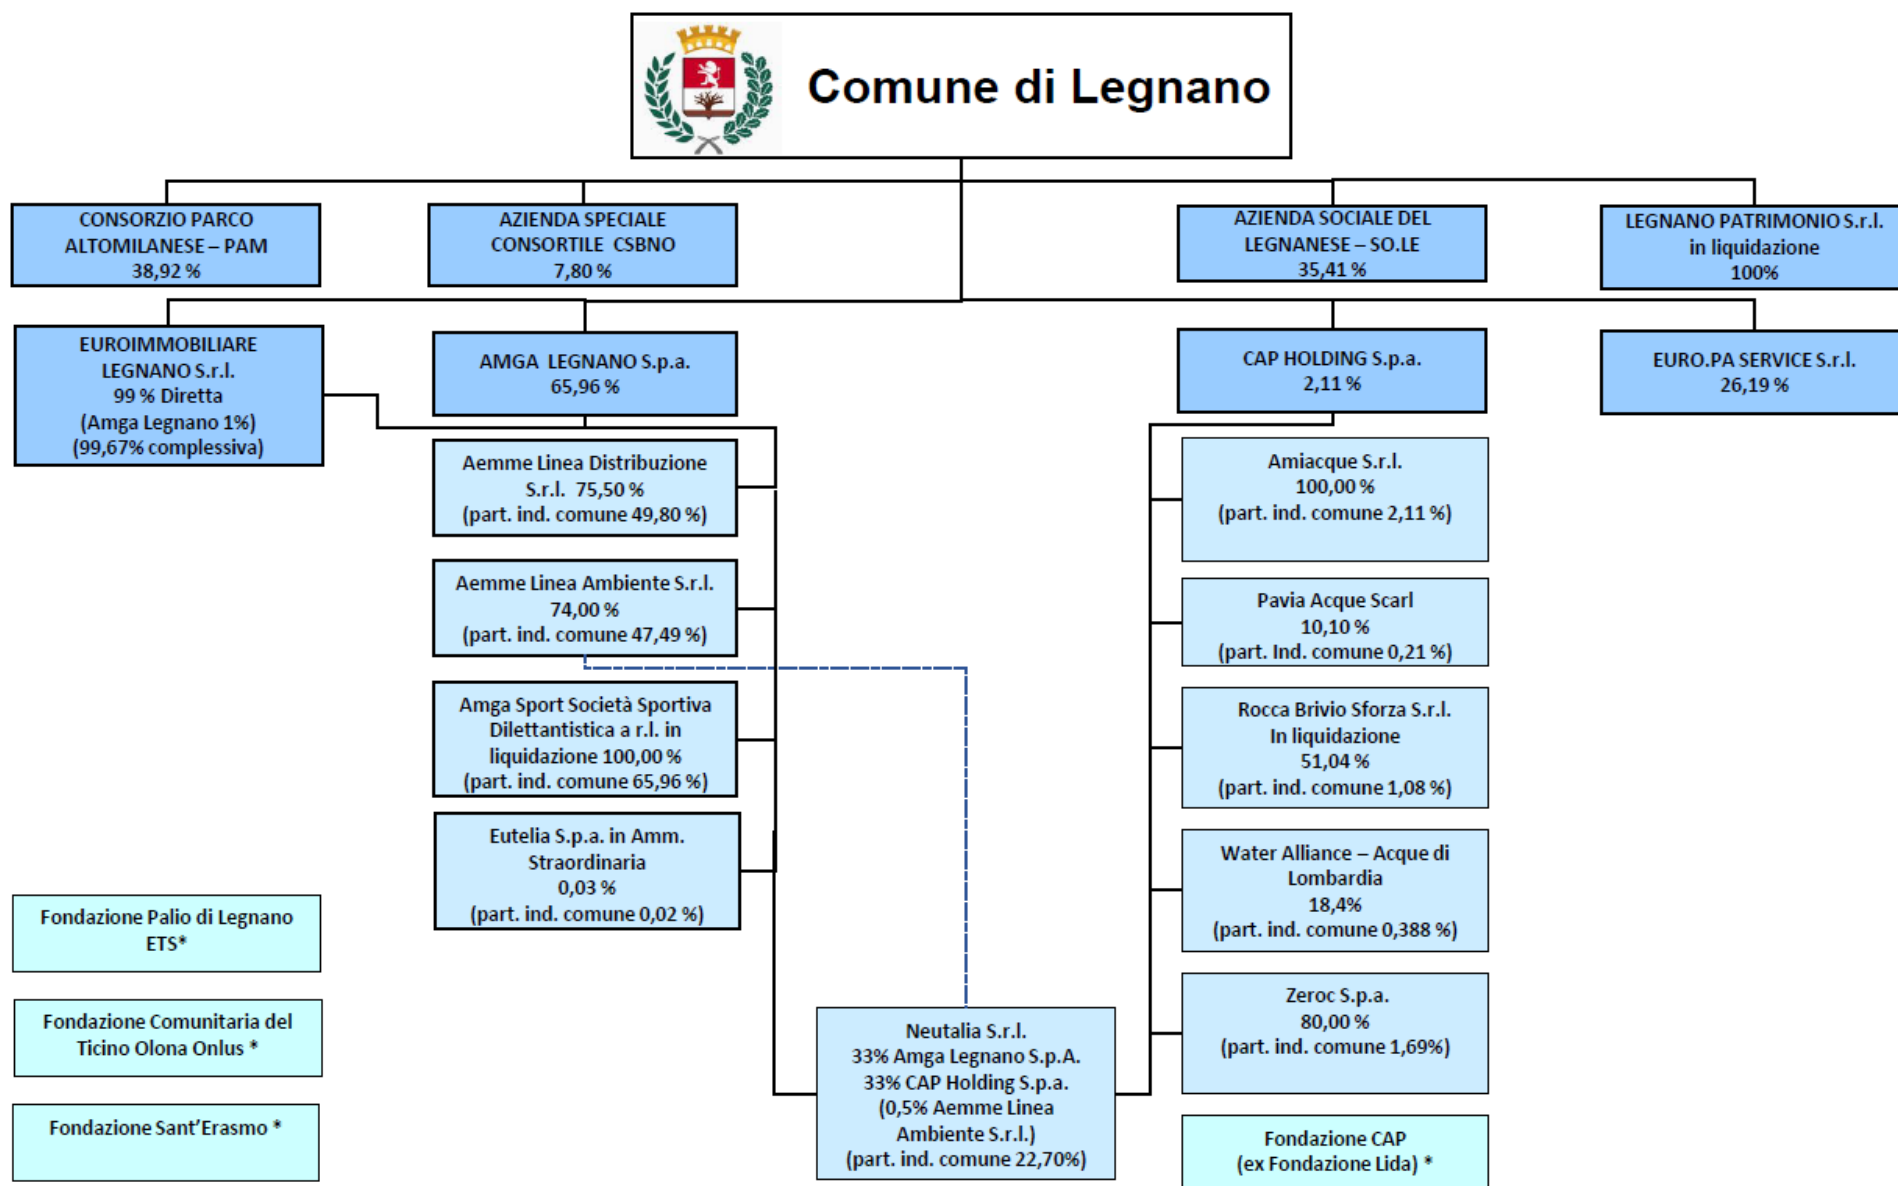 Comune di Legnano
CONSORZIO PARCO
ALTOMILANESE – PAM
38,92 %
AZIENDA SPECIALE
CONSORTILE CSBNO
7,80 %
AZIENDA SOCIALE DEL
LEGNANESE – SO.LE
35,41 %
LEGNANO PATRIMONIO S.r.l.
in liquidazione
100%
EUROIMMOBILIARE
LEGNANO S.r.l.
99 % Diretta
(Amga Legnano 1%)
(99,67% complessiva)
AMGA LEGNANO S.p.a.
65,96 %
CAP HOLDING S.p.a.
2,11 %
EURO.PA SERVICE S.r.l.
26,19 %
Aemme Linea Distribuzione
S.r.l. 75,50 %
(part. ind. comune 49,80 %)
Aemme Linea Ambiente S.r.l.
74,00 %
(part. ind. comune 47,49 %)
Amga Sport Società Sportiva
Dilettantistica a r.l. in
liquidazione 100,00 %
(part. ind. comune 65,96 %)
Eutelia S.p.a. in Amm.
Straordinaria
0,03 %
(part. ind. comune 0,02 %)
Amiacque S.r.l.
100,00 %
(part. ind. comune 2,11 %)
Pavia Acque Scarl
10,10 %
(part. Ind. comune 0,21 %)
Rocca Brivio Sforza S.r.l.
In liquidazione
51,04 %
(part. ind. comune 1,08 %)
Water Alliance – Acque di
Lombardia
18,4%
(part. ind. comune 0,388 %)
Zeroc S.p.a.
80,00 %
(part. ind. comune 1,69%)
Fondazione Palio di Legnano
ETS*
Fondazione Comunitaria del
Ticino Olona Onlus *
Fondazione Sant'Erasmo *
Neutalia S.r.l.
33% Amga Legnano S.p.A.
33% CAP Holding S.p.a.
(0,5% Aemme Linea
Ambiente S.r.l.)
(part. ind. comune 22,70%)
Fondazione CAP
(ex Fondazione Lida) *